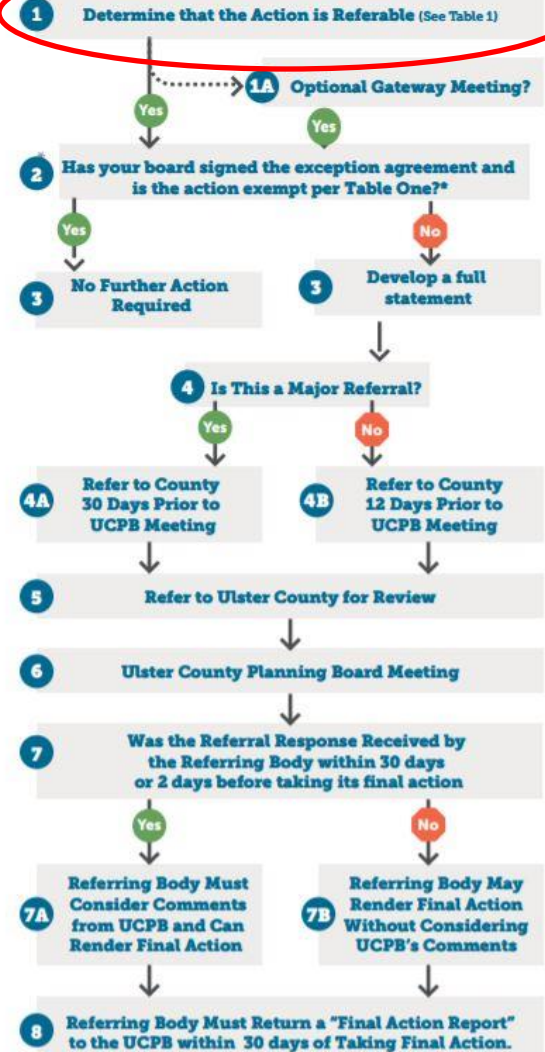 1 Determine that the Action is Referable (See Table 1)
1A Optional Gateway Meeting?
Yes
Yes
2 Has your board signed the exception agreement and
is the action exempt per Table One?*
Yes
No
3 No Further Action
Required
3 Develop a full
statement
4 Is This a Major Referral?
Yes
No
4A Refer to County
30 Days Prior to
UCPB Meeting
4B Refer to County
12 Days Prior to
UCPB Meeting
5 Refer to Ulster County for Review
6 Ulster County Planning Board Meeting
7 Was the Referral Response Received by
the Referring Body within 30 days
or 2 days before taking its final action
Yes
No
7A Referring Body Must
Consider Comments
from UCPB and Can
Render Final Action
7B Referring Body May
Render Final Action
Without Considering
UCPB's Comments
8 Referring Body Must Return a "Final Action Report"
to the UCPB within 30 days of Taking Final Action.